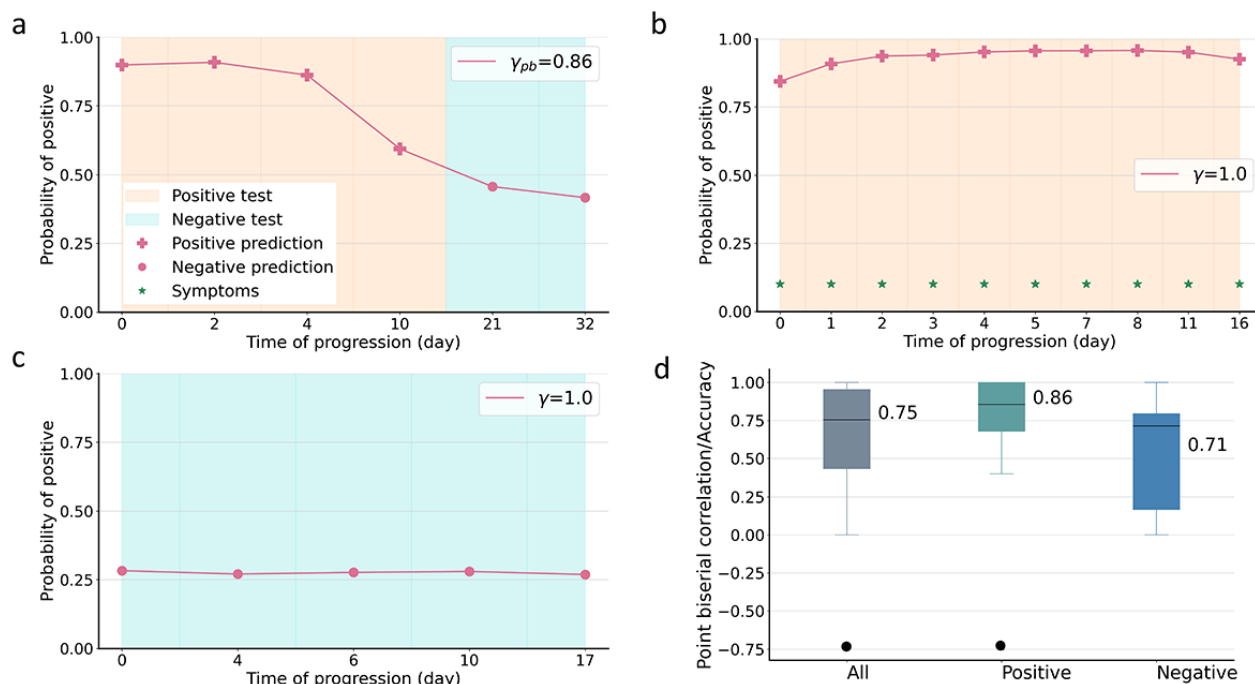 a
1.00
0.75
0.50
0.25
0.00
Probability of positive
γpb=0.86
Positive test
Negative test
Positive prediction
Negative prediction
Symptoms
0 2 4 10 21 32
Time of progression (day)
b
1.00
0.75
0.50
0.25
0.00
Probability of positive
γ=1.0
0 1 2 3 4 5 7 8 11 16
Time of progression (day)
c
1.00
0.75
0.50
0.25
0.00
Probability of positive
γ=1.0
0 4 6 10 17
Time of progression (day)
d
1.00
0.75
0.50
0.25
0.00
−0.25
−0.50
−0.75
Point biserial correlation/Accuracy
0.75
0.86
0.71
All Positive Negative